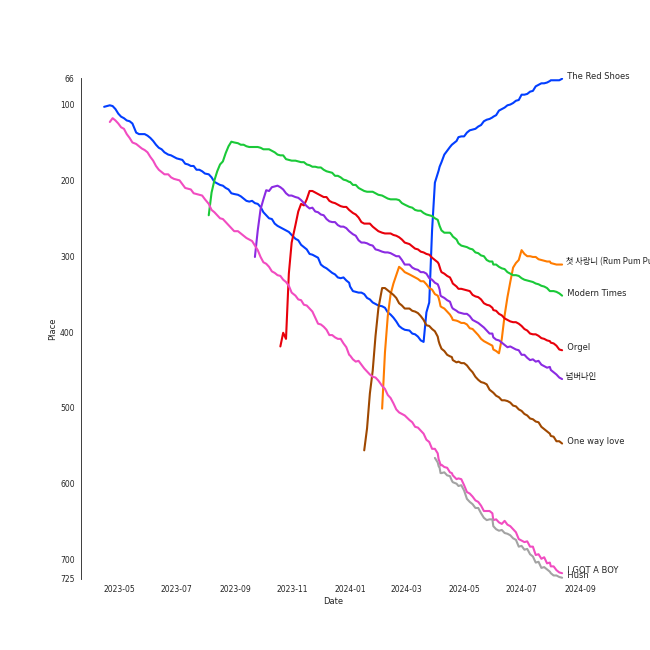 66
100
200
300
400
500
600
700
725
Place
2023-05
2023-07
2023-09
2023-11
2024-01
2024-03
2024-05
2024-07
2024-09
Date
The Red Shoes
첫 사랑니 (Rum Pum Pu
Modern Times
Orgel
넘버나인
One way love
I GOT A BOY
Hush